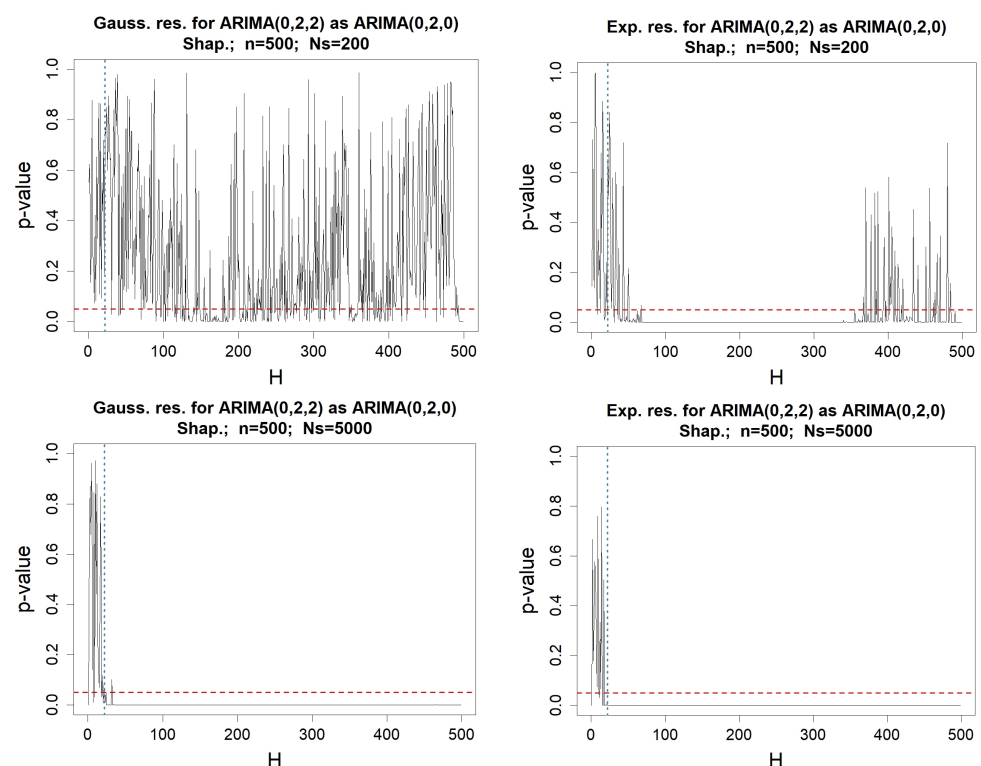 Gauss. res. for ARIMA(0,2,2) as ARIMA(0,2,0)
Shap.; n=500; Ns=200
p-value
1.0
0.8
0.6
0.4
0.2
0.0
0 100 200 300 400 500
H
Exp. res. for ARIMA(0,2,2) as ARIMA(0,2,0)
Shap.; n=500; Ns=200
p-value
1.0
0.8
0.6
0.4
0.2
0.0
0 100 200 300 400 500
H
Gauss. res. for ARIMA(0,2,2) as ARIMA(0,2,0)
Shap.; n=500; Ns=5000
p-value
1.0
0.8
0.6
0.4
0.2
0.0
0 100 200 300 400 500
H
Exp. res. for ARIMA(0,2,2) as ARIMA(0,2,0)
Shap.; n=500; Ns=5000
p-value
1.0
0.8
0.6
0.4
0.2
0.0
0 100 200 300 400 500
H